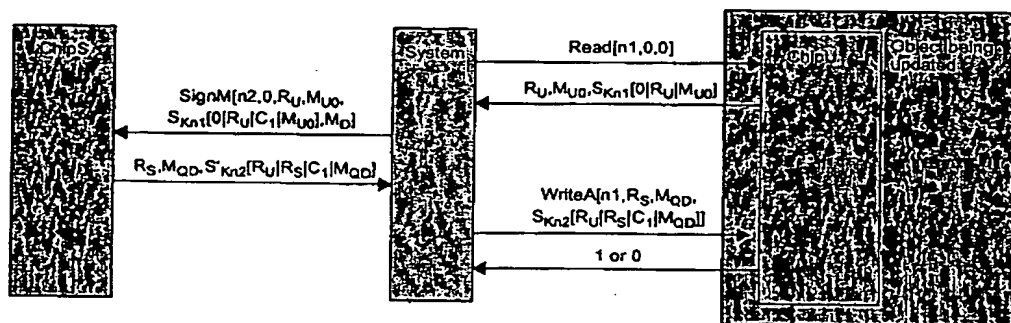 ChipS
System
Read[n1,0,0]
ChipU
Object being
updated
R_U,M_U0,S_Kn1[0|R_U|M_U0]
SignM[n2,0,R_U,M_U0,
S_Kn1[0|R_U|C_1|M_U0],M_D]
R_S,M_QD,S'_Kn2[R_U|R_S|C_1|M_QD]
WriteA[n1,R_S,M_QD,
S_Kn2[R_U|R_S|C_1|M_QD]]
1 or 0